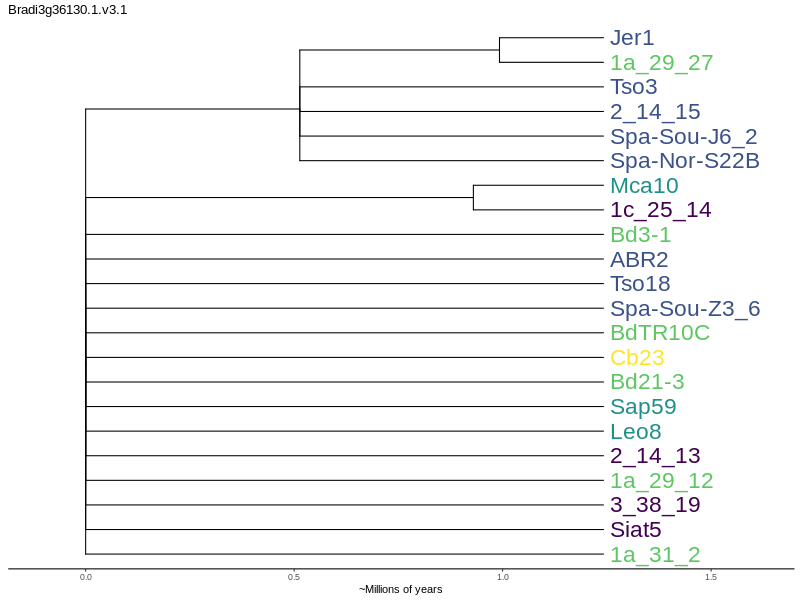 Bradi3g36130.1.v3.1
Jer1
1a_29_27
Tso3
2_14_15
Spa-Sou-J6_2
Spa-Nor-S22B
Mca10
1c_25_14
Bd3-1
ABR2
Tso18
Spa-Sou-Z3_6
BdTR10C
Cb23
Bd21-3
Sap59
Leo8
2_14_13
1a_29_12
3_38_19
Siat5
1a_31_2
0.0 0.5 1.0 1.5
~Millions of years